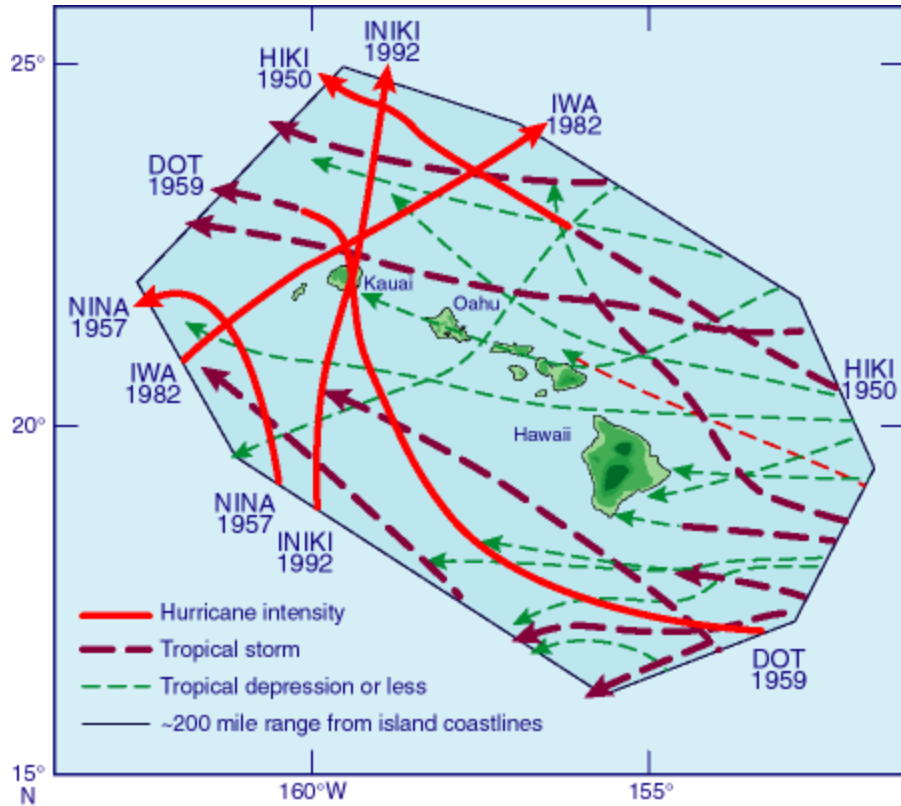 INIKI
1992
HIKI
1950
IWA
1982
25°
DOT
1959
Kauai
Oahu
NINA
1957
IWA
1982
HIKI
1950
20°
Hawaii
NINA
1957
INIKI
1992
Hurricane intensity
Tropical storm
Tropical depression or less
~200 mile range from island coastlines
DOT
1959
15°
N
160°W
155°